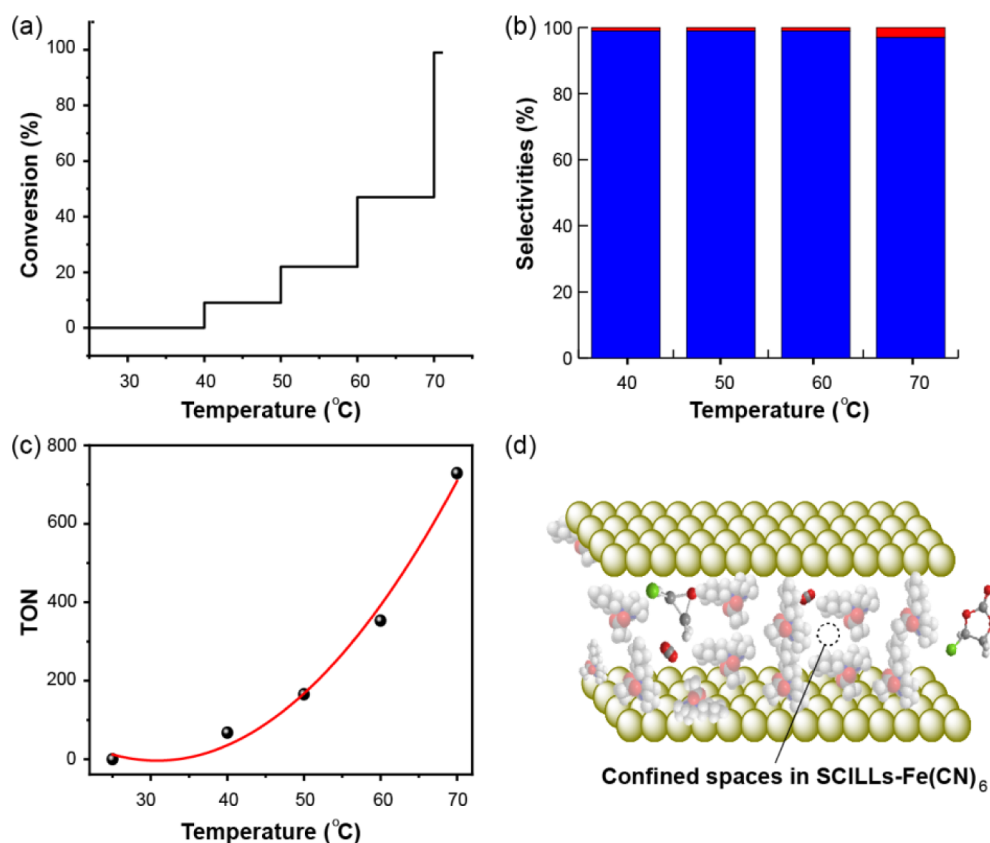 (a)
100
80
60
40
20
0
Conversion (%)
30 40 50 60 70
Temperature (°C)
(b)
100
80
60
40
20
0
Selectivities (%)
40 50 60 70
Temperature (°C)
(c)
800
600
400
200
0
TON
30 40 50 60 70
Temperature (°C)
(d)
Confined spaces in SCILLs-Fe(CN)₆